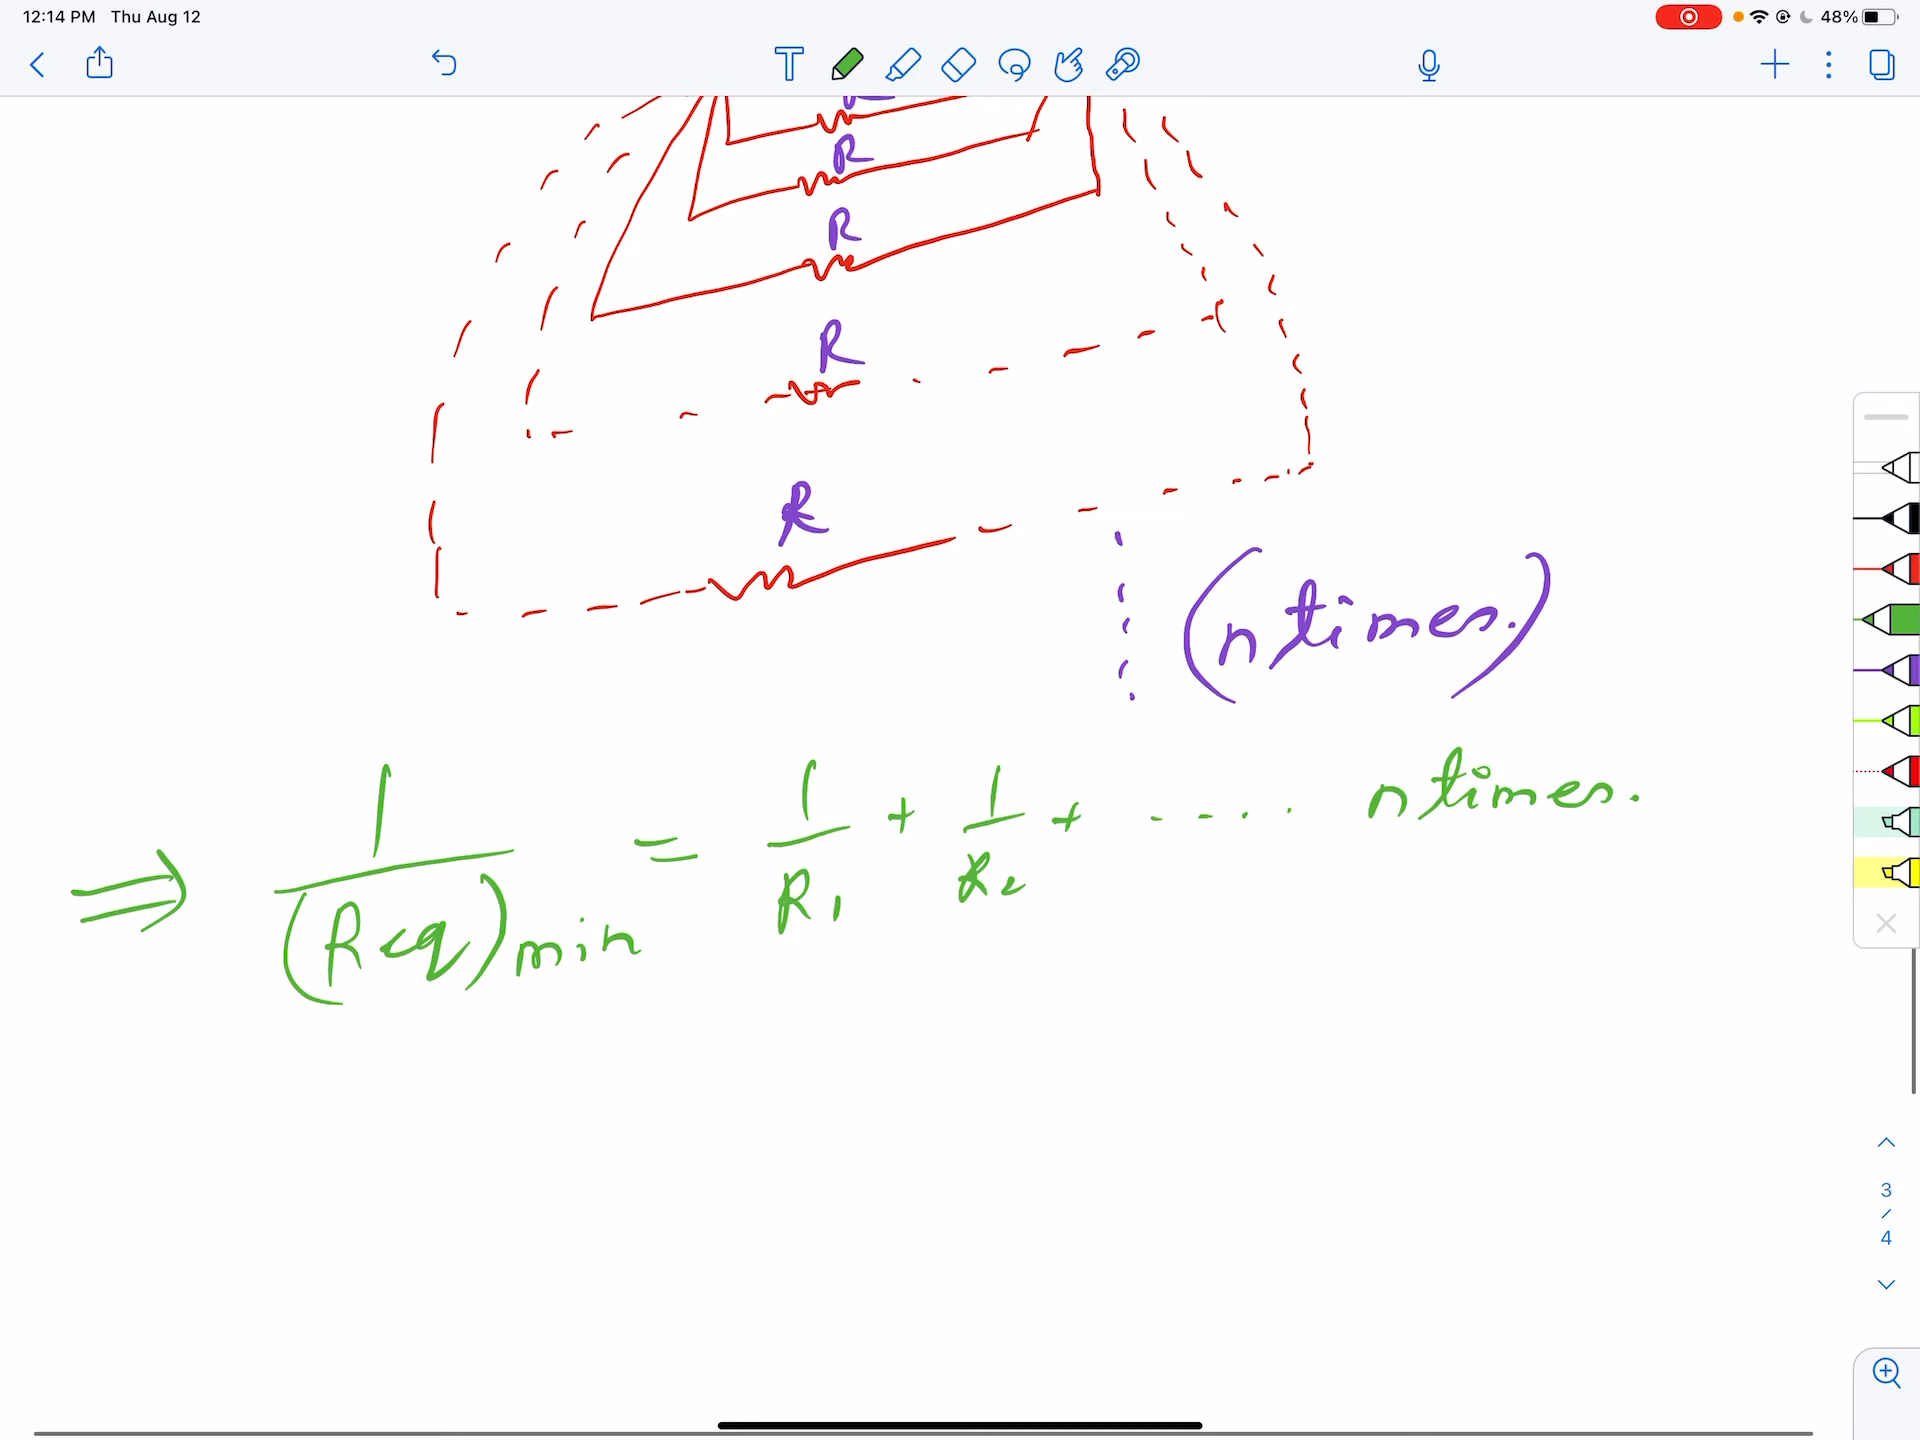 12:14 PM Thu Aug 12
48%
T
R
R
R
R
R
(n times.)
⇒ 1/(Req)min = 1/R1 + 1/R2 + ..... n times.
3
/
4